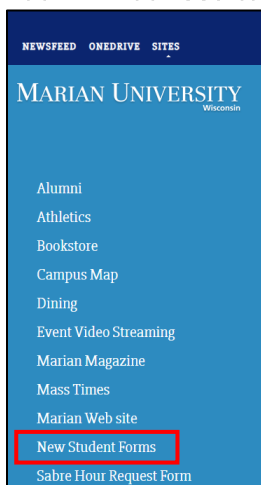 NEWSFEED ONEDRIVE SITES
MARIAN UNIVERSITY
Wisconsin
Alumni
Athletics
Bookstore
Campus Map
Dining
Event Video Streaming
Marian Magazine
Mass Times
Marian Web site
New Student Forms
Sabre Hour Request Form